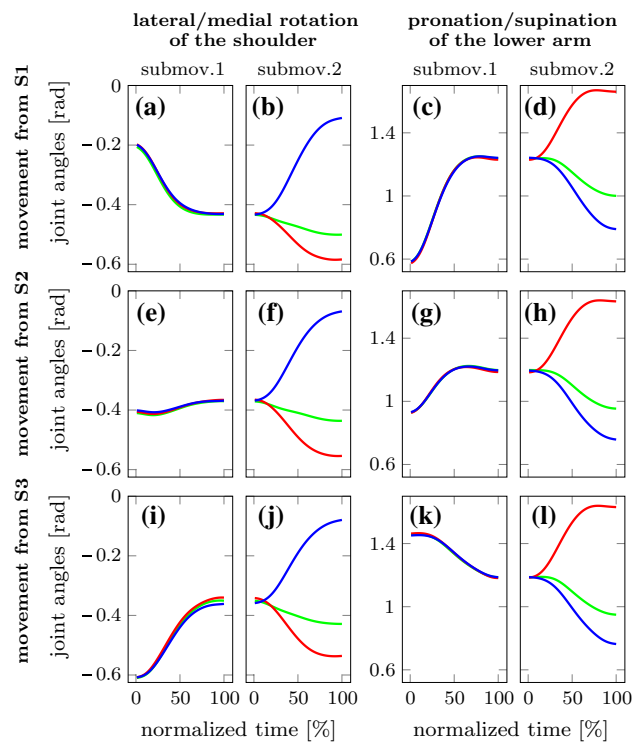 lateral/medial rotation
of the shoulder
pronation/supination
of the lower arm
submov.1 submov.2 submov.1 submov.2
movement from S1
joint angles [rad]
0
−0.2
−0.4
−0.6
(a)
(b)
1.4
1
0.6
(c)
(d)
movement from S2
joint angles [rad]
0
−0.2
−0.4
−0.6
(e)
(f)
1.4
1
0.6
(g)
(h)
movement from S3
joint angles [rad]
0
−0.2
−0.4
−0.6
(i)
(j)
1.4
1
0.6
(k)
(l)
0 50 100 0 50 100 0 50 100 0 50 100
normalized time [%] normalized time [%]